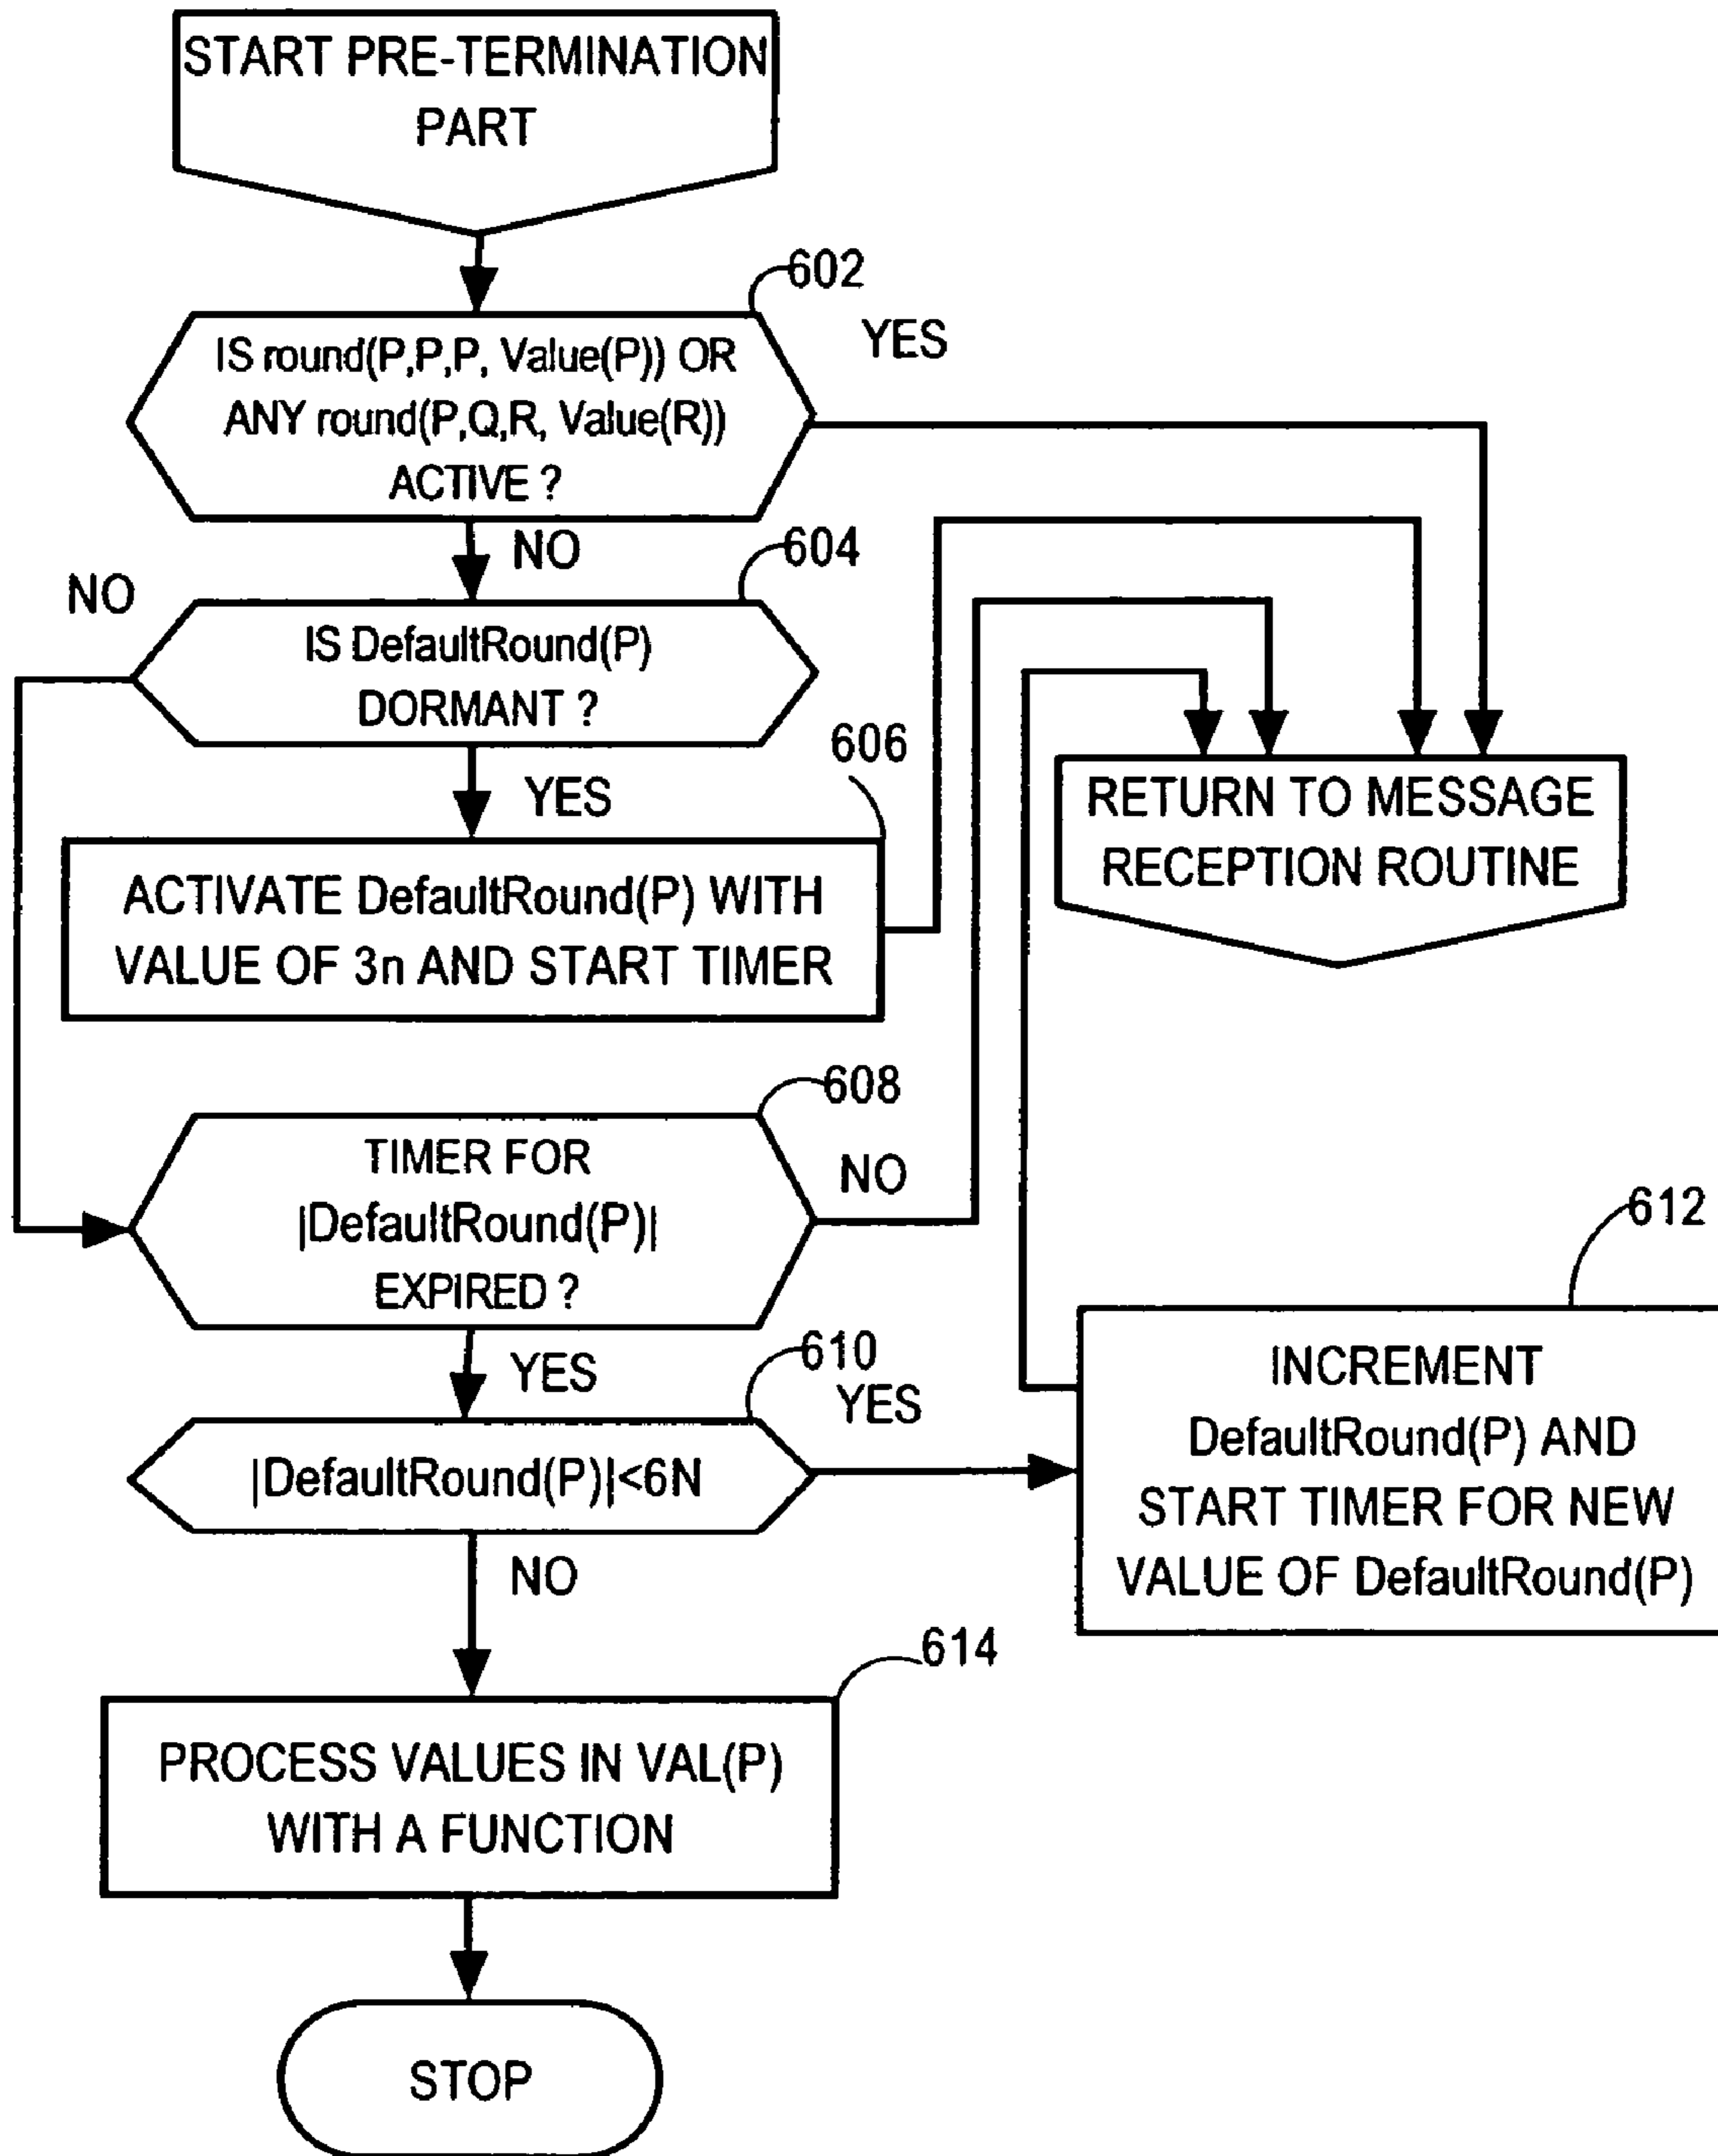 START PRE-TERMINATION
PART
602
IS round(P,P,P, Value(P)) OR
ANY round(P,Q,R, Value(R))
ACTIVE ?
YES
NO
604
NO
IS DefaultRound(P)
DORMANT ?
YES
606
ACTIVATE DefaultRound(P) WITH
VALUE OF 3n AND START TIMER
RETURN TO MESSAGE
RECEPTION ROUTINE
608
TIMER FOR
|DefaultRound(P)|
EXPIRED ?
NO
YES
610
YES
|DefaultRound(P)|<6N
612
INCREMENT
DefaultRound(P) AND
START TIMER FOR NEW
VALUE OF DefaultRound(P)
NO
614
PROCESS VALUES IN VAL(P)
WITH A FUNCTION
STOP